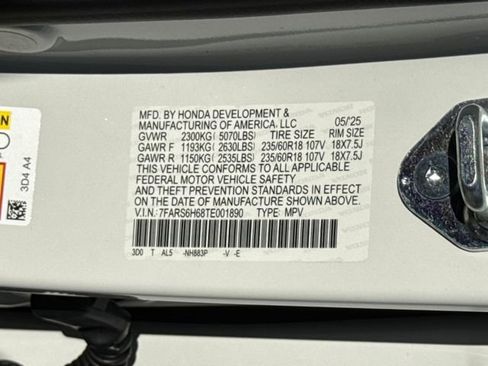 MFD. BY HONDA DEVELOPMENT &
MANUFACTURING OF AMERICA, LLC 05/25
GVWR 2300KG( 5070LBS) TIRE SIZE RIM SIZE
GAWR F 1193KG ( 2630LBS) 235/60R18 107V 18X7.5J
GAWR R 1150KG( 2535LBS) 235/60R18 107V 18X7.5J
THIS VEHICLE CONFORMS TO ALL APPLICABLE
FEDERAL MOTOR VEHICLE SAFETY
AND THEFT PREVENTION STANDARDS IN EFFECT
ON THE DATE OF MANUFACTURE SHOWN ABOVE.
V.I.N.: 7FARS6H68TE001890 TYPE: MPV
3D0 T AL5 -NH883P -V -E
3D4 A4